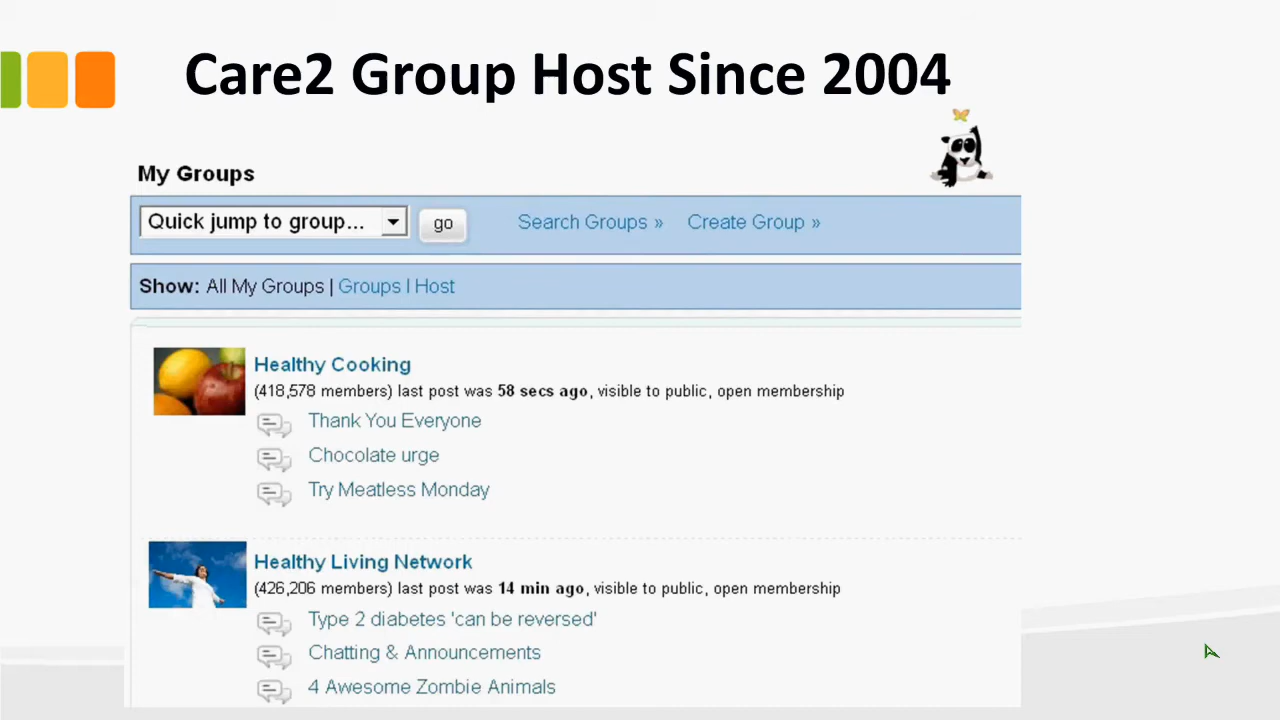 Care2 Group Host Since 2004
My Groups
Quick jump to group... go Search Groups » Create Group »
Show: All My Groups | Groups I Host
Healthy Cooking
(418,578 members) last post was 58 secs ago, visible to public, open membership
Thank You Everyone
Chocolate urge
Try Meatless Monday
Healthy Living Network
(426,206 members) last post was 14 min ago, visible to public, open membership
Type 2 diabetes 'can be reversed'
Chatting & Announcements
4 Awesome Zombie Animals